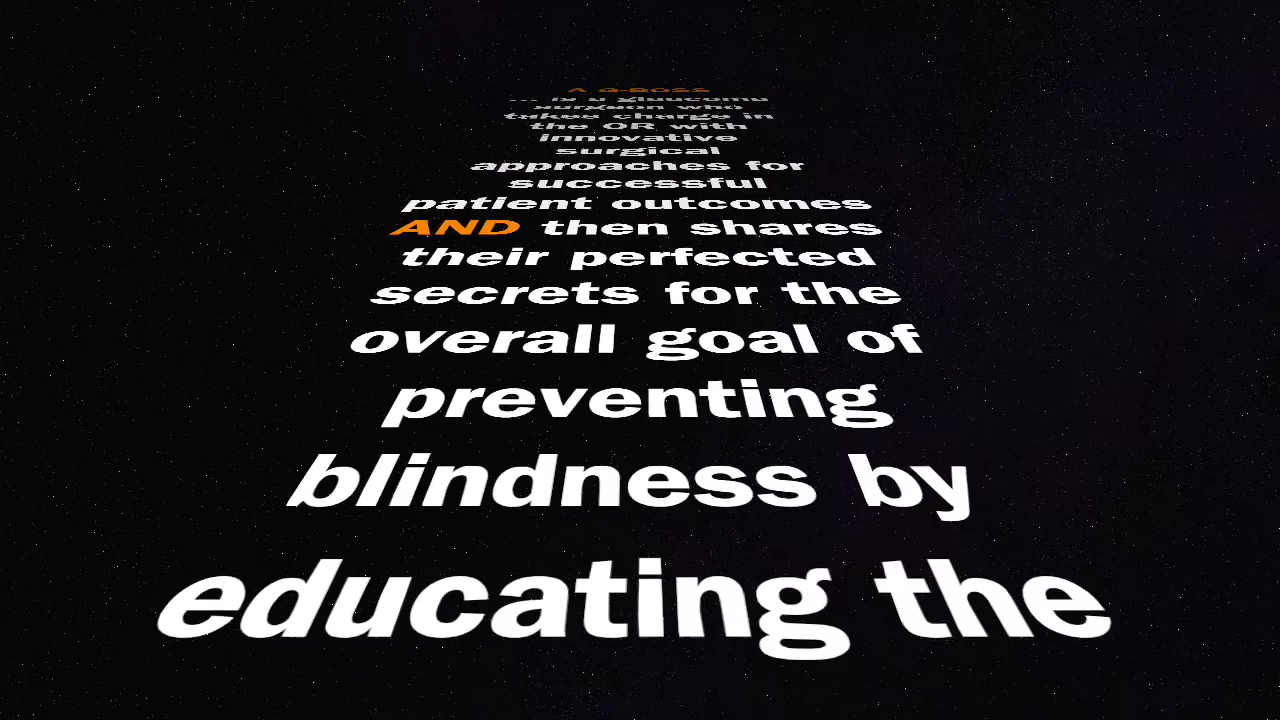 A G-BOSS
... is a glaucoma
surgeon who
takes charge in
the OR with
innovative
surgical
approaches for
successful
patient outcomes
AND then shares
their perfected
secrets for the
overall goal of
preventing
blindness by
educating the